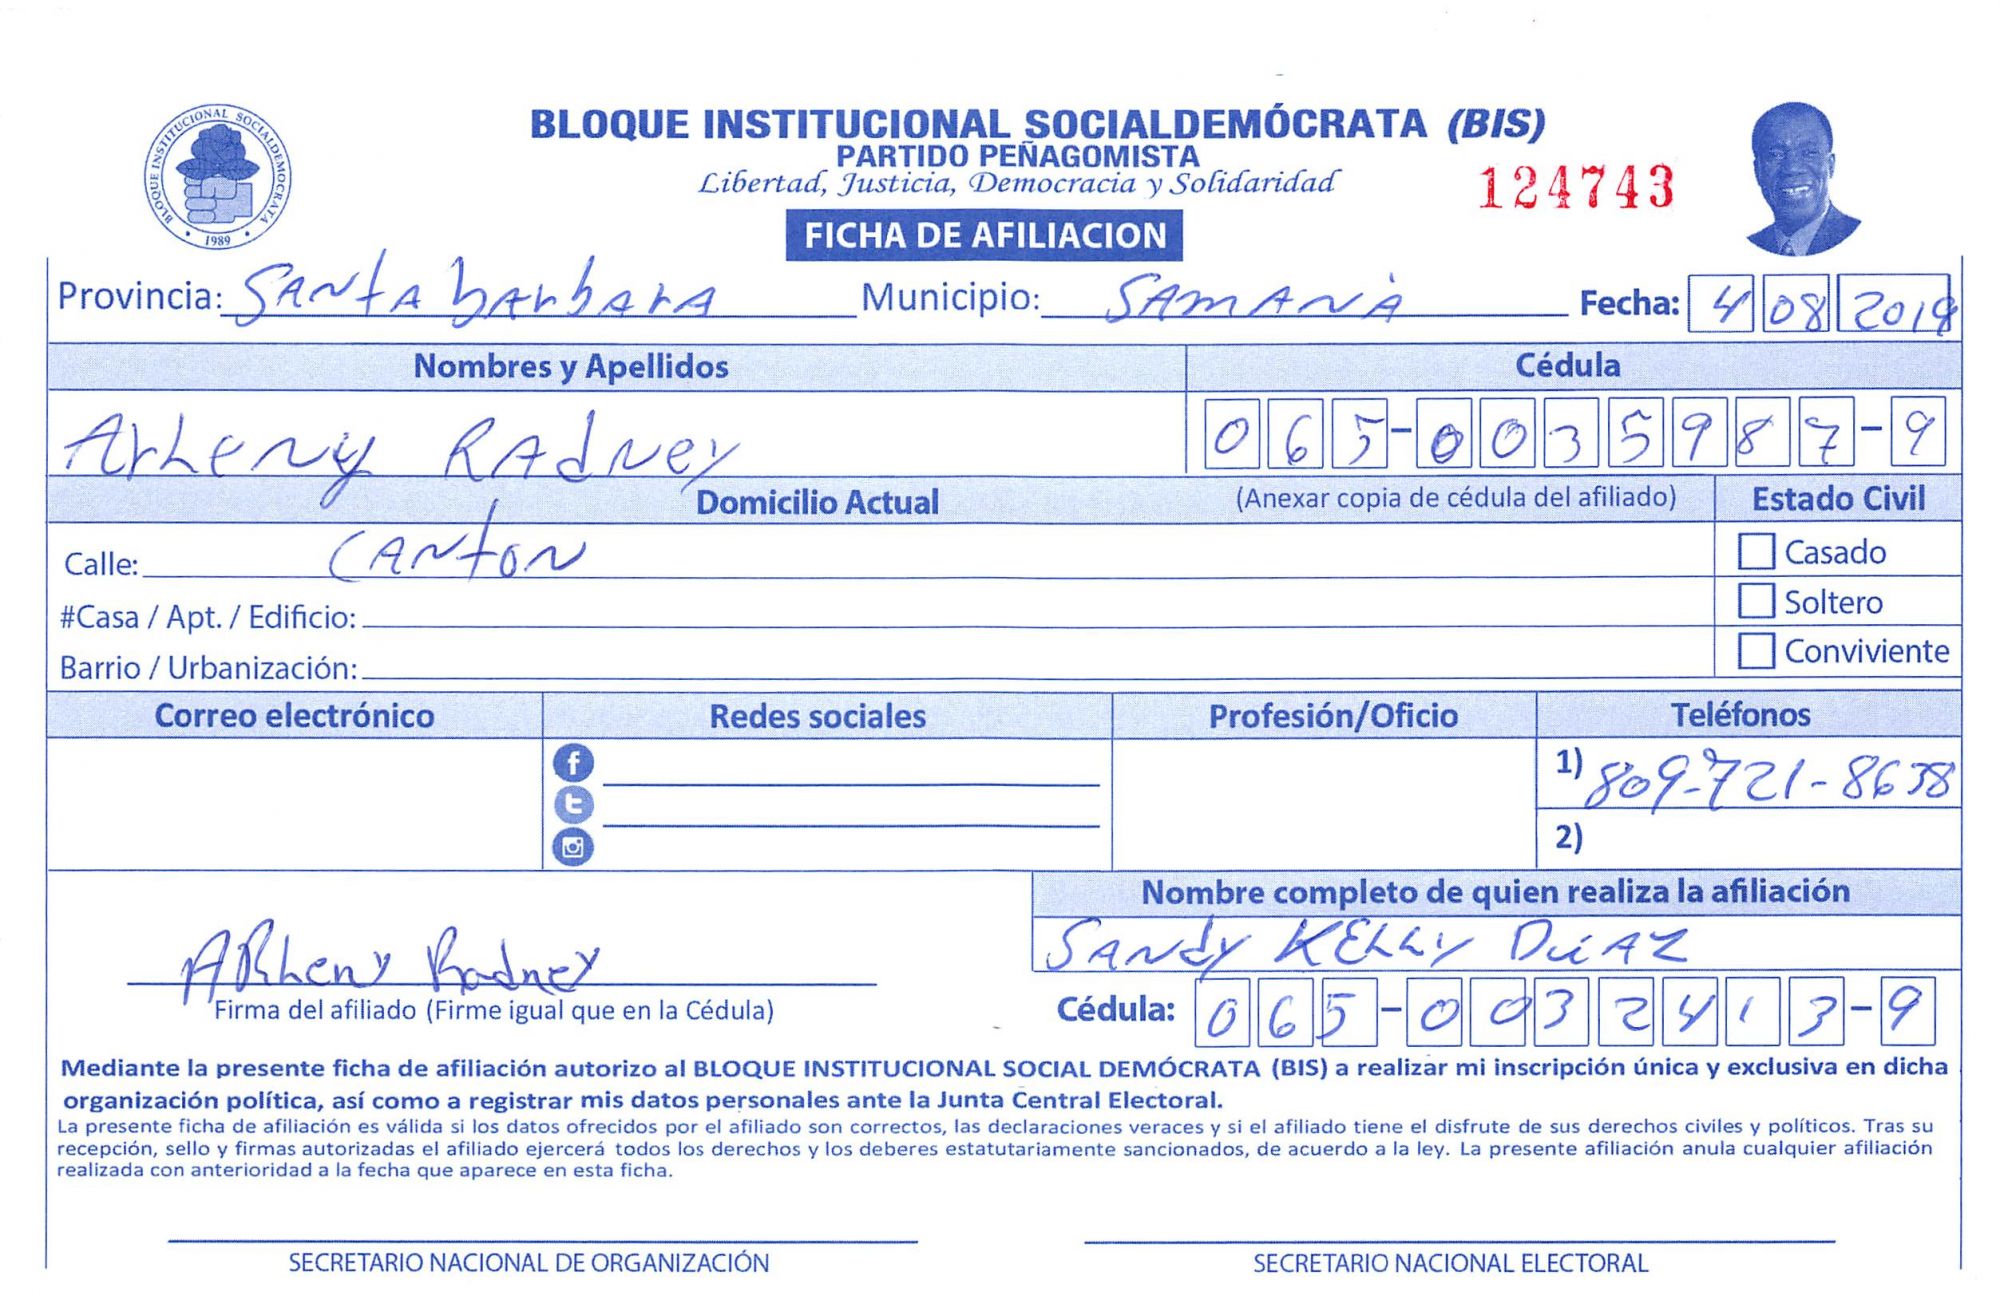 BLOQUE INSTITUCIONAL SOCIALDEMÓCRATA (BIS)
PARTIDO PEÑAGOMISTA
Libertad, Justicia, Democracia y Solidaridad
124743
BLOQUE INSTITUCIONAL SOCIALDEMOCRATA
1989
FICHA DE AFILIACION
Provincia: SANTA bArbArA Municipio: SAMANÁ Fecha: 4 08 2018
Nombres y Apellidos Cédula
Arheny RAdNey 065-0035987-9
Domicilio Actual (Anexar copia de cédula del afiliado) Estado Civil
Calle: CANtON Casado
#Casa / Apt. / Edificio: Soltero
Barrio / Urbanización: Conviviente
Correo electrónico Redes sociales Profesión/Oficio Teléfonos
1) 809-721-8638
2)
Nombre completo de quien realiza la afiliación
SANdy KELLY DíAZ
ARheny Radney
Firma del afiliado (Firme igual que en la Cédula) Cédula: 065-0032413-9
Mediante la presente ficha de afiliación autorizo al BLOQUE INSTITUCIONAL SOCIAL DEMÓCRATA (BIS) a realizar mi inscripción única y exclusiva en dicha
organización política, así como a registrar mis datos personales ante la Junta Central Electoral.
La presente ficha de afiliación es válida si los datos ofrecidos por el afiliado son correctos, las declaraciones veraces y si el afiliado tiene el disfrute de sus derechos civiles y políticos. Tras su
recepción, sello y firmas autorizadas el afiliado ejercerá todos los derechos y los deberes estatutariamente sancionados, de acuerdo a la ley. La presente afiliación anula cualquier afiliación
realizada con anterioridad a la fecha que aparece en esta ficha.
SECRETARIO NACIONAL DE ORGANIZACIÓN SECRETARIO NACIONAL ELECTORAL